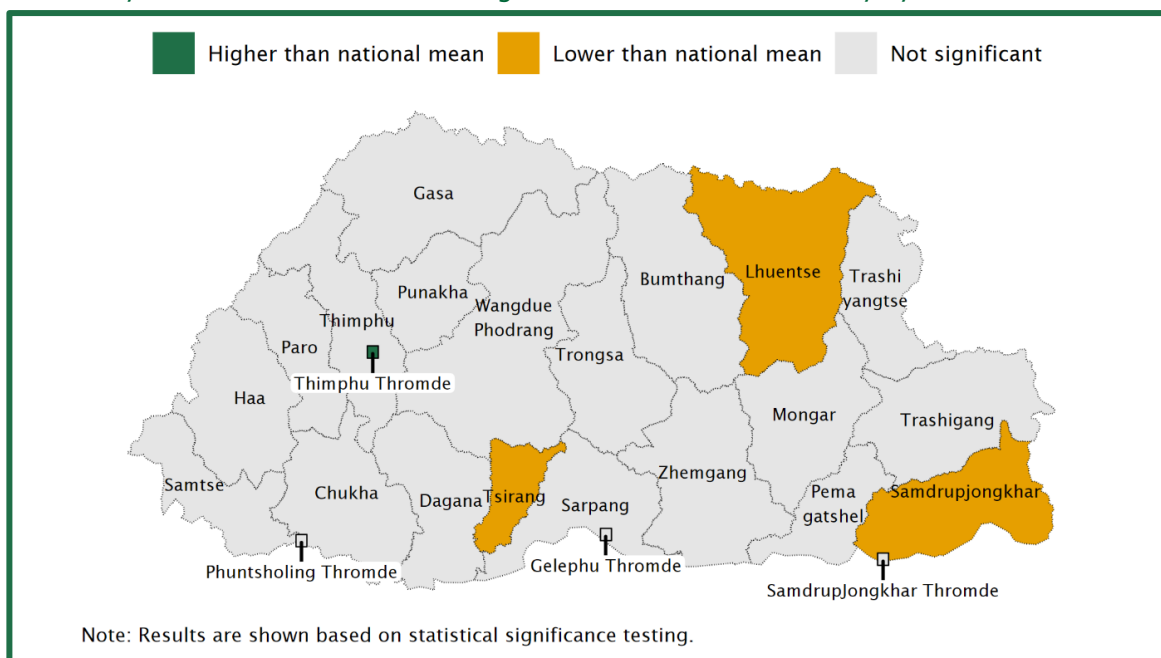 Higher than national mean
Lower than national mean
Not significant
Gasa
Bumthang
Lhuentse
Trashi
yangtse
Punakha
Wangdue
Phodrang
Thimphu
Paro
Trongsa
Thimphu Thromde
Haa
Mongar
Trashigang
Samtse
Chukha
Dagana
Tsirang
Sarpang
Zhemgang
Pema
gatshel
Samdrupjongkhar
Phuntsholing Thromde
Gelephu Thromde
SamdrupJongkhar Thromde
Note: Results are shown based on statistical significance testing.